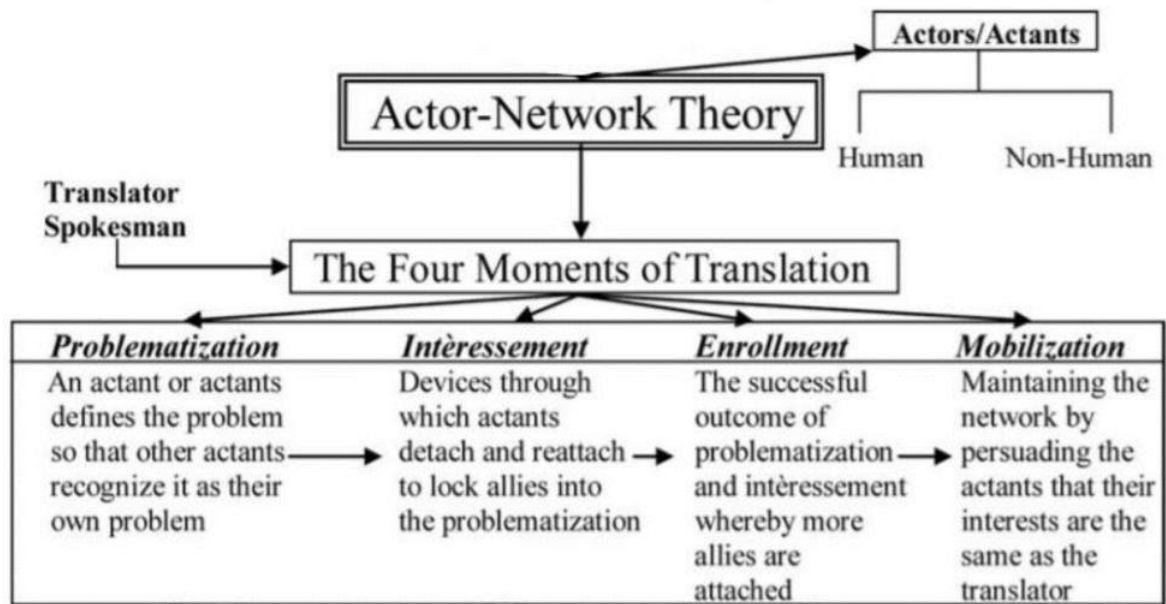 Actors/Actants
Actor-Network Theory
Human
Non-Human
Translator
Spokesman
The Four Moments of Translation
Problematization
An actant or actants
defines the problem
so that other actants
recognize it as their
own problem
Intèressement
Devices through
which actants
detach and reattach
to lock allies into
the problematization
Enrollment
The successful
outcome of
problematization
and intèressement
whereby more
allies are
attached
Mobilization
Maintaining the
network by
persuading the
actants that their
interests are the
same as the
translator